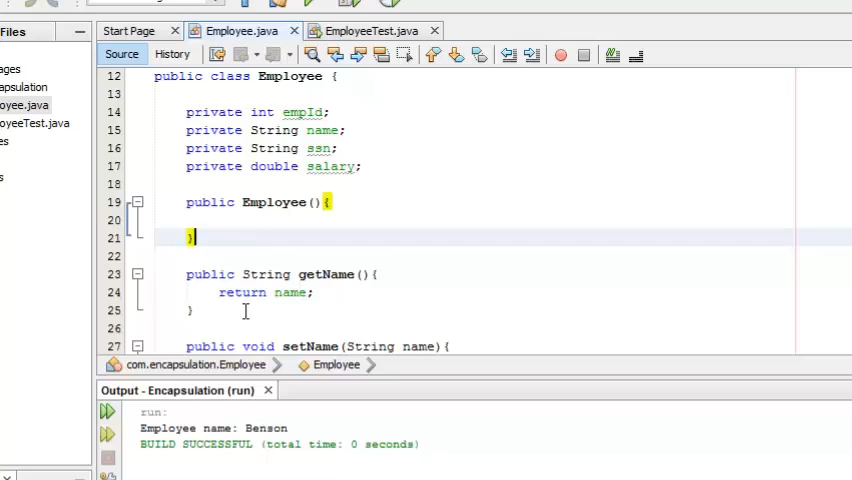 Files
Start Page
Employee.java
EmployeeTest.java
Source
History
ages
apsulation
oyee.java
oyeeTest.java
es
s
12 public class Employee {
13
14 private int empId;
15 private String name;
16 private String ssn;
17 private double salary;
18
19 public Employee(){
20
21 }
22
23 public String getName(){
24 return name;
25 }
26
27 public void setName(String name){
com.encapsulation.Employee
Employee
Output - Encapsulation (run)
run:
Employee name: Benson
BUILD SUCCESSFUL (total time: 0 seconds)